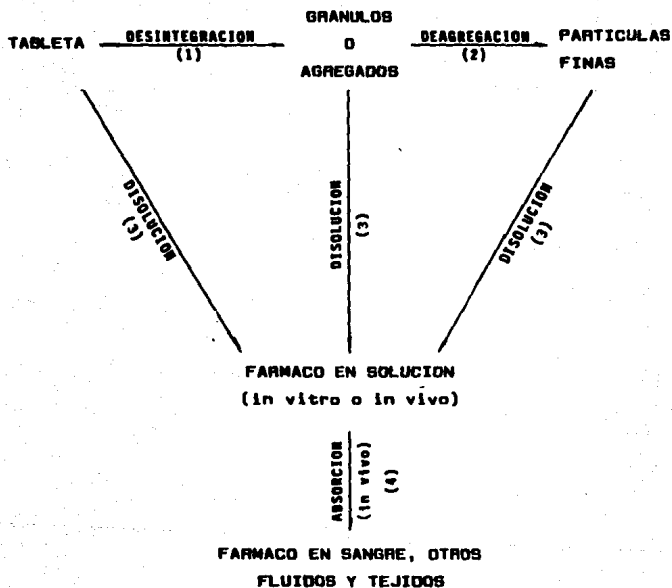 TABLETA
DESINTEGRACION
(1)
GRANULOS
O
AGREGADOS
DEAGREGACION
(2)
PARTICULAS
FINAS
DISOLUCION
(3)
DISOLUCION
(3)
DISOLUCION
(3)
FARMACO EN SOLUCION
(in vitro o in vivo)
ABSORCION
(in vivo)
(4)
FARMACO EN SANGRE, OTROS
FLUIDOS Y TEJIDOS